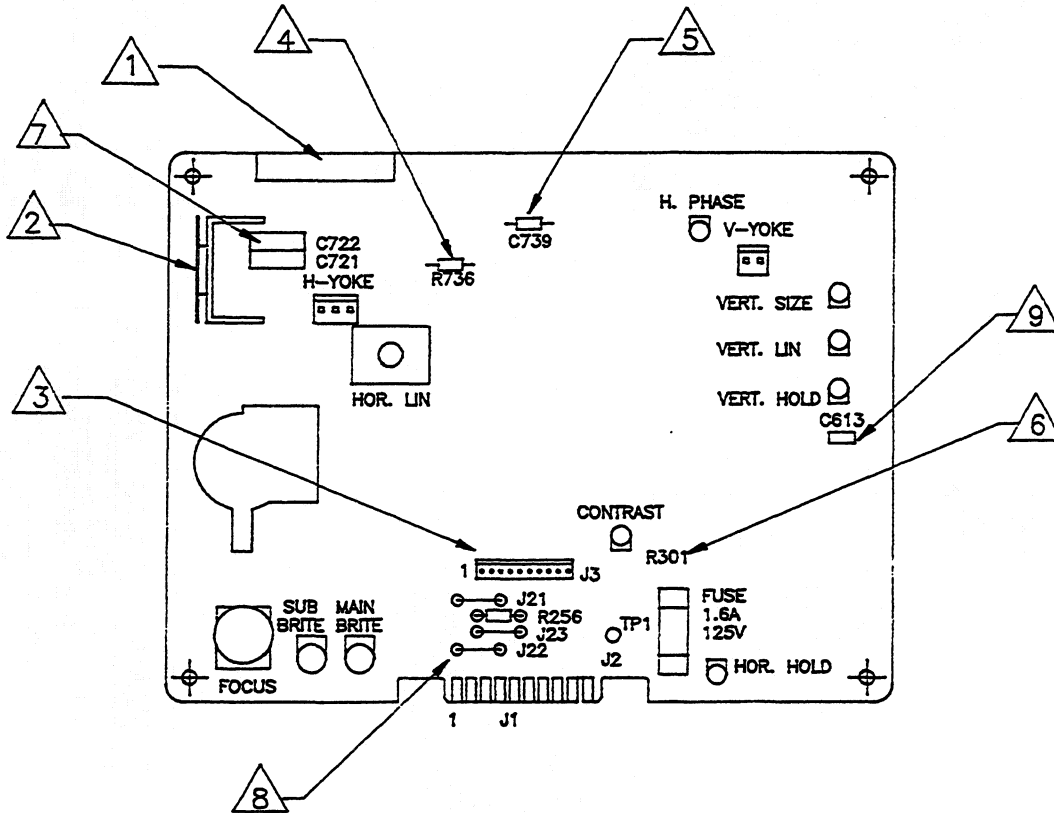 4
5
1
7
2
H. PHASE
V-YOKE
C739
C722
C721
R736
H-YOKE
VERT. SIZE
9
VERT. LIN
3
HOR. LIN
VERT. HOLD
C613
6
CONTRAST
R301
1
J3
J21
R256
J23
J22
FUSE
1.6A
125V
TP1
J2
SUB
BRITE
MAIN
BRITE
FOCUS
HOR. HOLD
1
J1
8